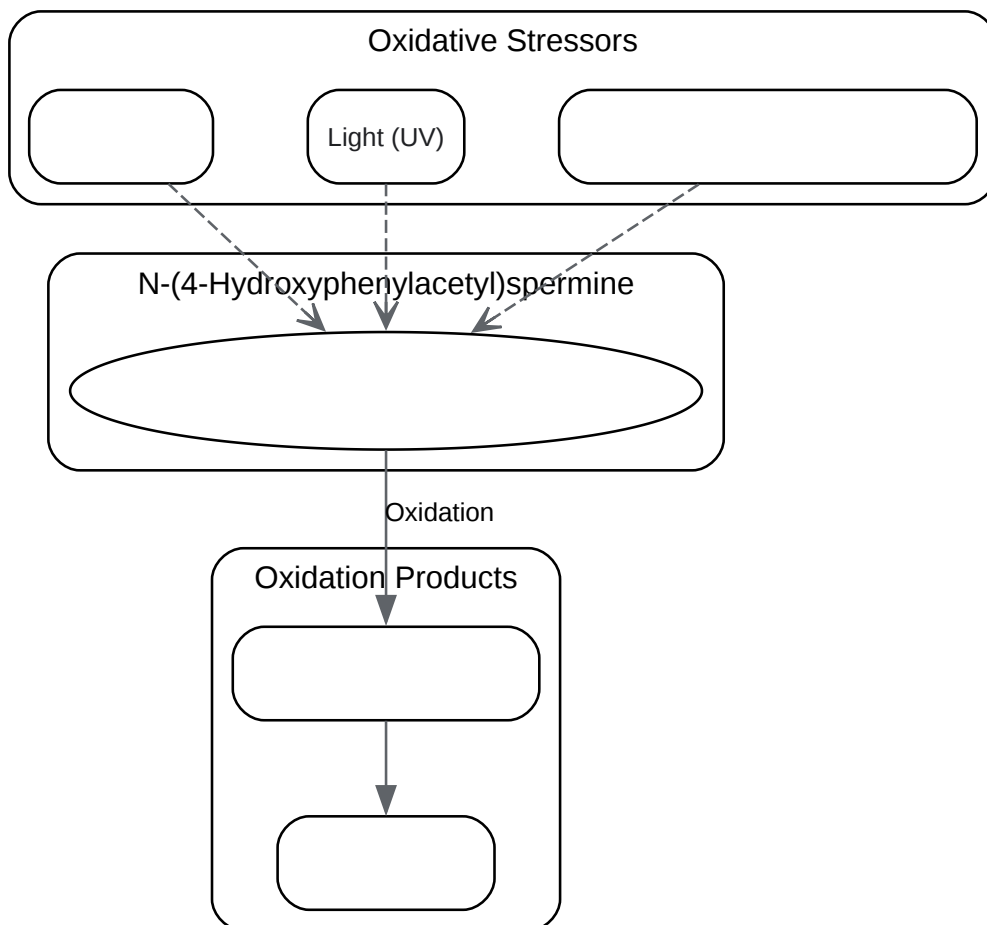 Oxidative Stressors
Light (UV)
N-(4-Hydroxyphenylacetyl)spermine
Oxidation
Oxidation Products